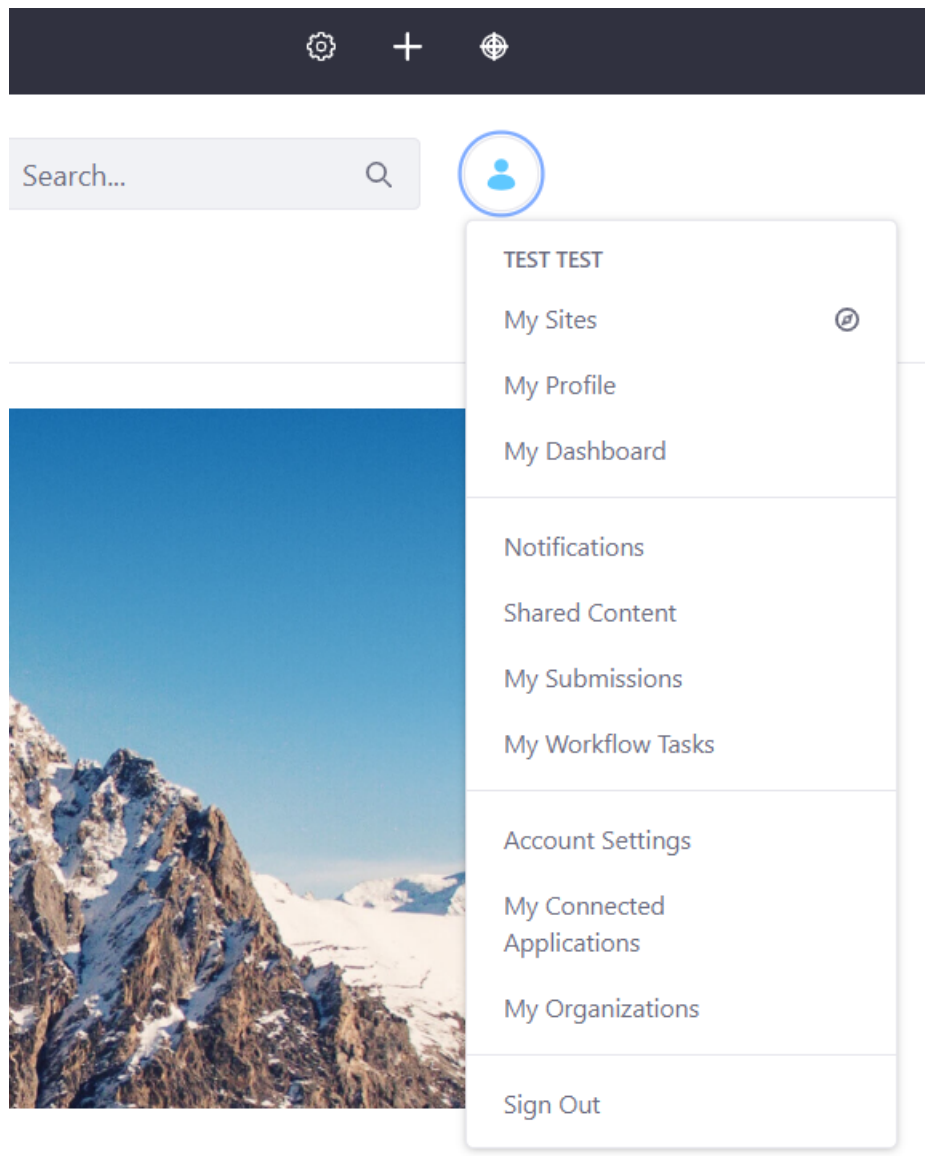 Search...
TEST TEST
My Sites
My Profile
My Dashboard
Notifications
Shared Content
My Submissions
My Workflow Tasks
Account Settings
My Connected
Applications
My Organizations
Sign Out